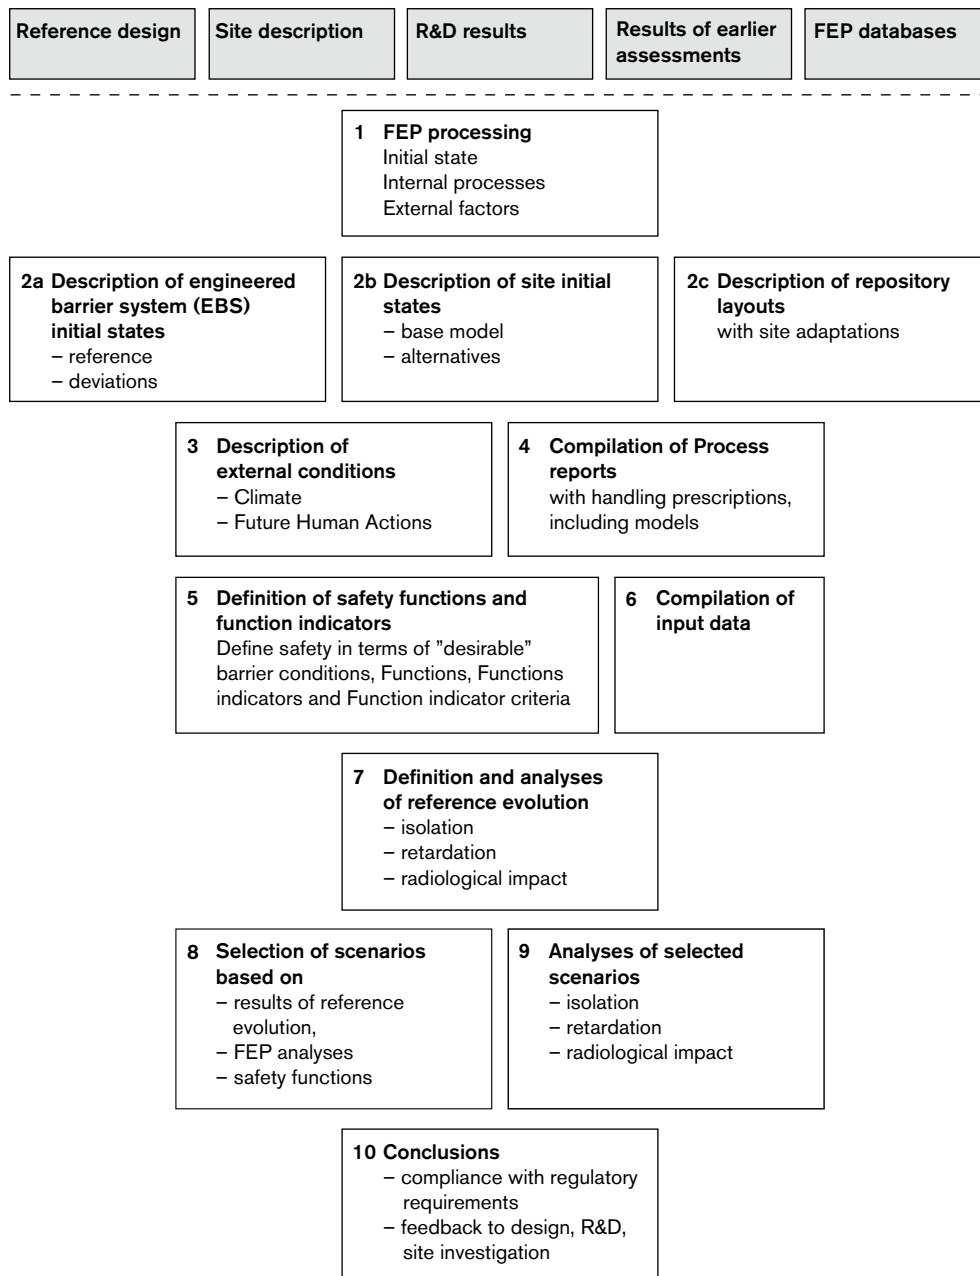 Reference design
Site description
R&D results
Results of earlier
assessments
FEP databases
1 FEP processing
Initial state
Internal processes
External factors
2a Description of engineered
barrier system (EBS)
initial states
– reference
– deviations
2b Description of site initial
states
– base model
– alternatives
2c Description of repository
layouts
with site adaptations
3 Description of
external conditions
– Climate
– Future Human Actions
4 Compilation of Process
reports
with handling prescriptions,
including models
5 Definition of safety functions and
function indicators
Define safety in terms of ”desirable”
barrier conditions, Functions, Functions
indicators and Function indicator criteria
6 Compilation of
input data
7 Definition and analyses
of reference evolution
– isolation
– retardation
– radiological impact
8 Selection of scenarios
based on
– results of reference
evolution,
– FEP analyses
– safety functions
9 Analyses of selected
scenarios
– isolation
– retardation
– radiological impact
10 Conclusions
– compliance with regulatory
requirements
– feedback to design, R&D,
site investigation